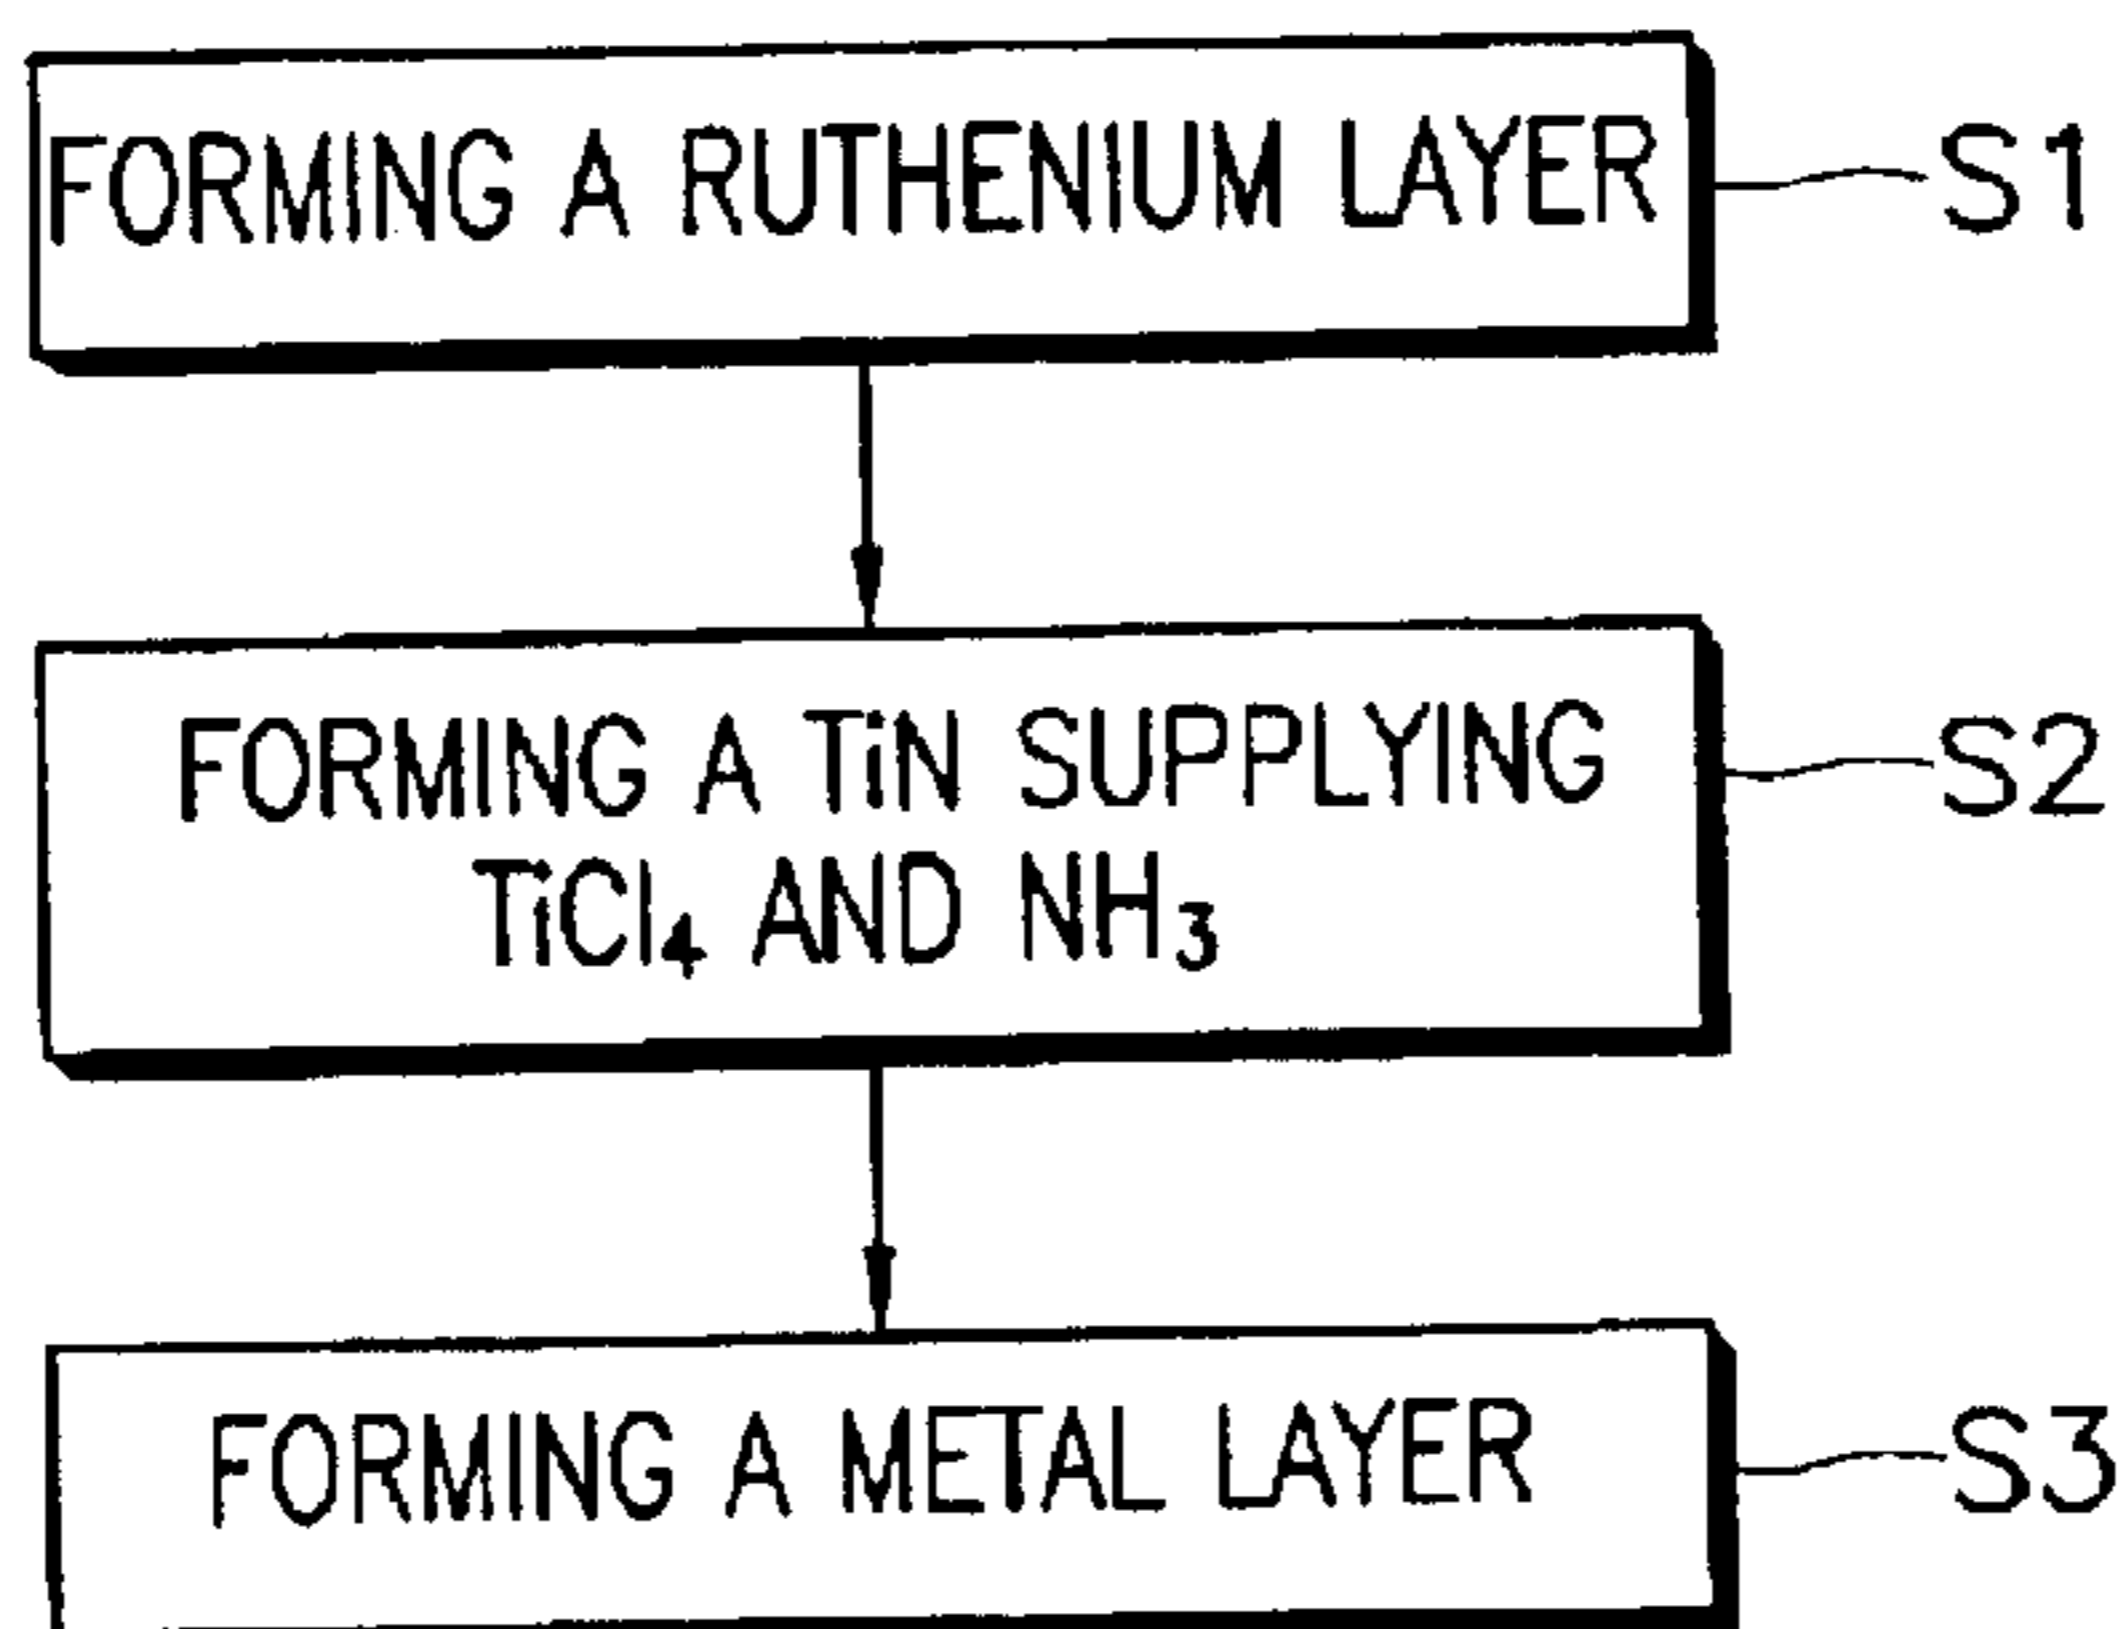 FORMING A RUTHENIUM LAYER S1
FORMING A TiN SUPPLYING S2
TiCl₄ AND NH₃
FORMING A METAL LAYER S3